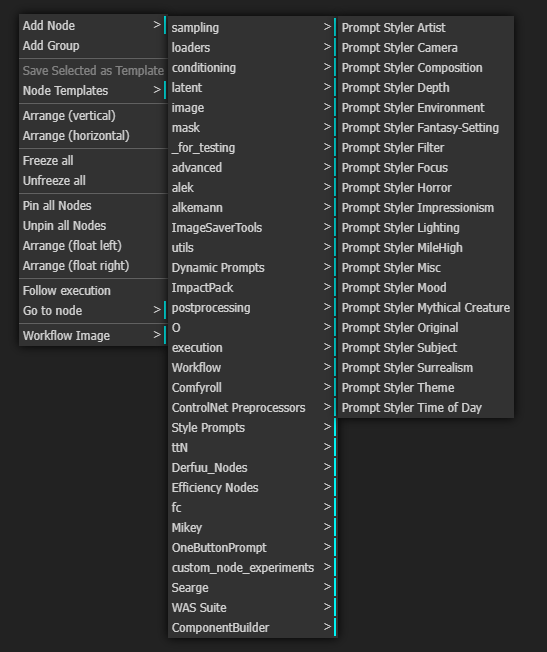 Add Node >
Add Group
Save Selected as Template
Node Templates >
Arrange (vertical)
Arrange (horizontal)
Freeze all
Unfreeze all
Pin all Nodes
Unpin all Nodes
Arrange (float left)
Arrange (float right)
Follow execution
Go to node >
Workflow Image >
sampling >
loaders >
conditioning >
latent >
image >
mask >
_for_testing >
advanced >
alek >
alkemann >
ImageSaverTools >
utils >
Dynamic Prompts >
ImpactPack >
postprocessing >
O >
execution >
Workflow >
Comfyroll >
ControlNet Preprocessors >
Style Prompts >
ttN >
Derfuu_Nodes >
Efficiency Nodes >
fc >
Mikey >
OneButtonPrompt >
custom_node_experiments >
Searge >
WAS Suite >
ComponentBuilder >
Prompt Styler Artist
Prompt Styler Camera
Prompt Styler Composition
Prompt Styler Depth
Prompt Styler Environment
Prompt Styler Fantasy-Setting
Prompt Styler Filter
Prompt Styler Focus
Prompt Styler Horror
Prompt Styler Impressionism
Prompt Styler Lighting
Prompt Styler MileHigh
Prompt Styler Misc
Prompt Styler Mood
Prompt Styler Mythical Creature
Prompt Styler Original
Prompt Styler Subject
Prompt Styler Surrealism
Prompt Styler Theme
Prompt Styler Time of Day